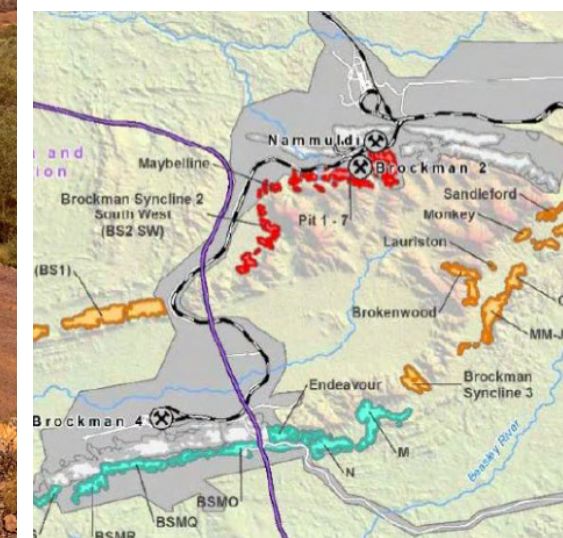 n and
ion
Nammuldi
Maybelline
Brockman 2
Brockman Syncline 2
South West
(BS2 SW)
Pit 1 - 7
Sandleford
Monkey
Lauriston
(BS1)
Brokenwood
MM-J
Endeavour
Brockman
Syncline 3
Brockman 4
M
N
Beasley River
BSMO
BSMQ
BSMR